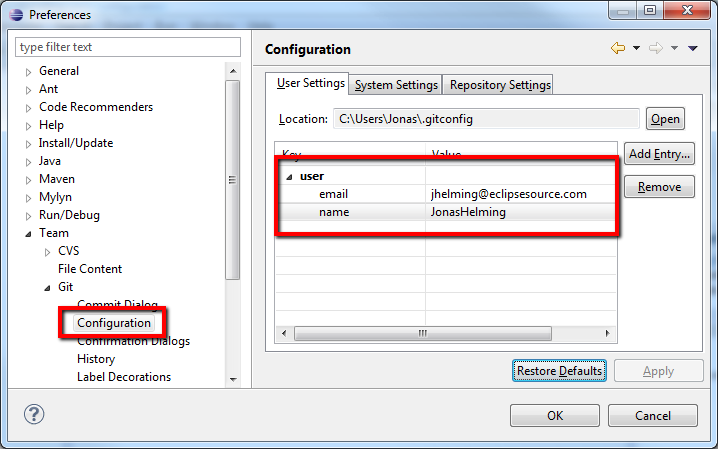 Preferences
type filter text
General
Ant
Code Recommenders
Help
Install/Update
Java
Maven
Mylyn
Run/Debug
Team
CVS
File Content
Git
Commit Dialog
Configuration
Confirmation Dialogs
History
Label Decorations
Configuration
User Settings System Settings Repository Settings
Location: C:\Users\Jonas\.gitconfig Open
Key Value
Add Entry...
user
email jhelming@eclipsesource.com
Remove
name JonasHelming
Restore Defaults Apply
OK Cancel